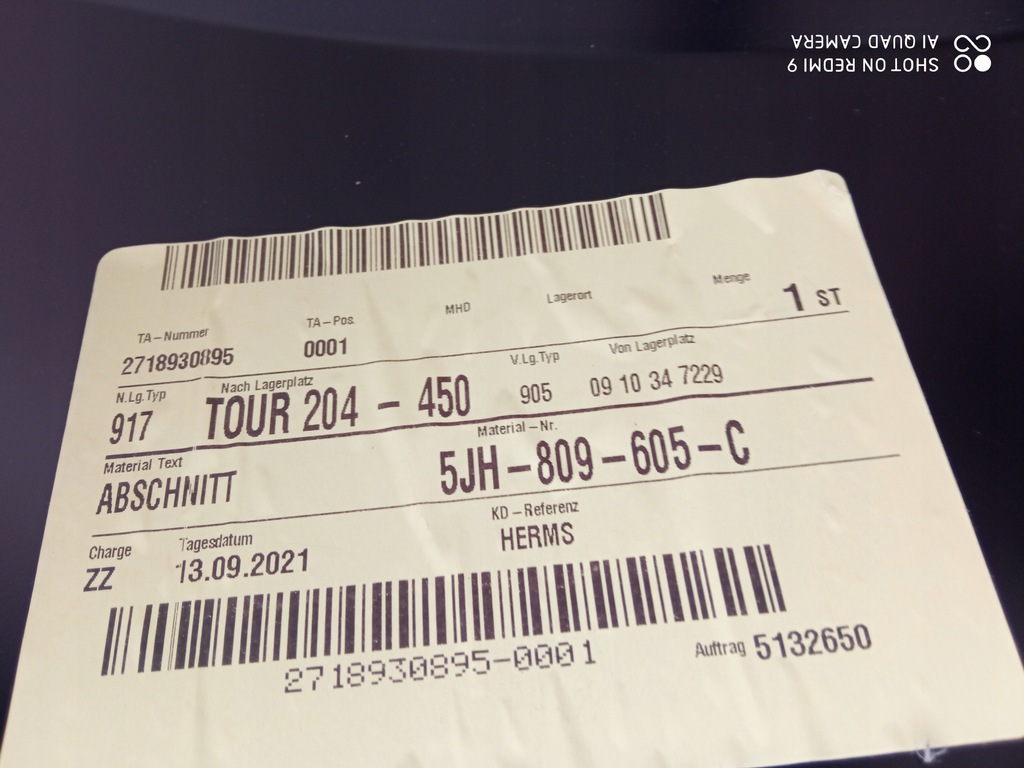 SHOT ON REDMI 9
AI QUAD CAMERA
TA-Nummer TA-Pos. MHD Lagerort Menge
2718930895 0001 1 ST
N.Lg.Typ Nach Lagerplatz V.Lg.Typ Von Lagerplatz
917 TOUR 204 - 450 905 09 10 34 7229
Material Text Material-Nr.
ABSCHNITT 5JH-809-605-C
Charge Tagesdatum KD-Referenz
ZZ 13.09.2021 HERMS
2718930895-0001 Auftrag 5132650